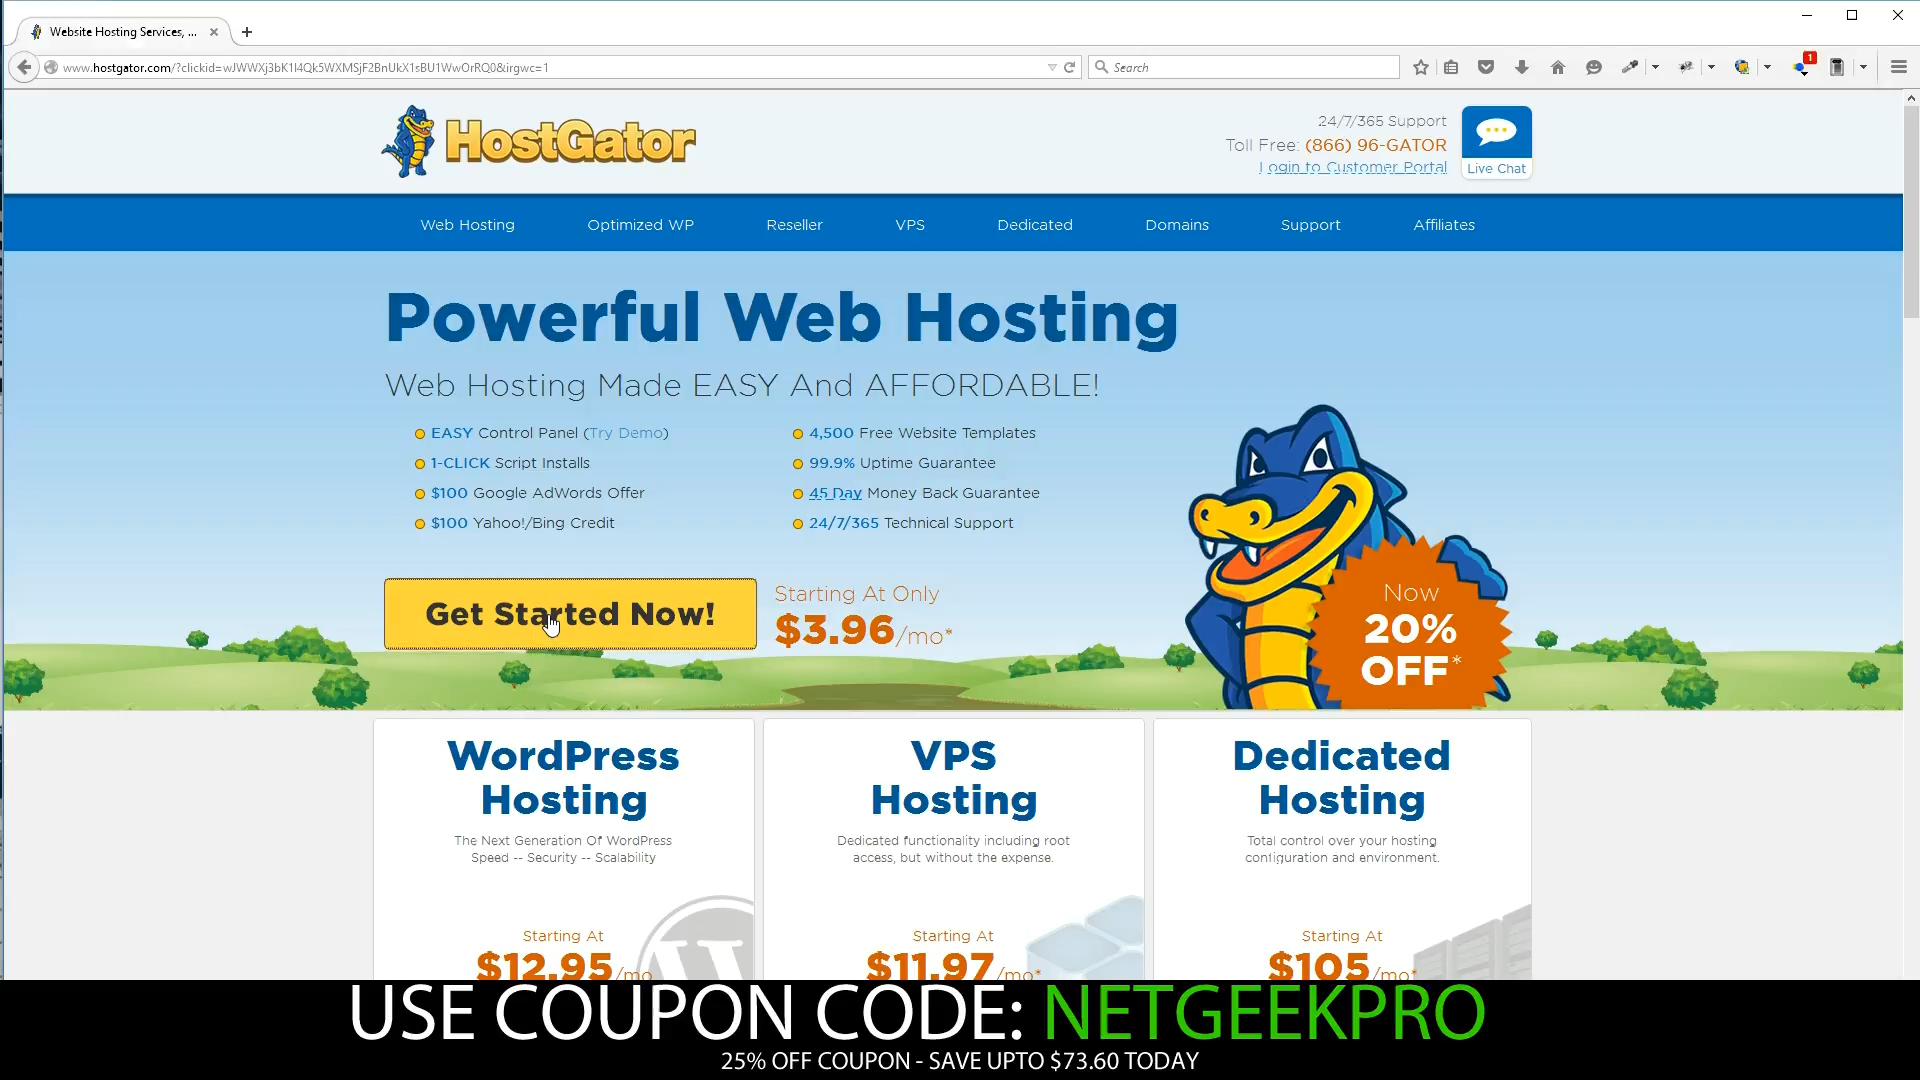 Website Hosting Services, ...
www.hostgator.com/?clickid=wJWWXj3bK1I4Qk5WXMSjF2BnUkX1sBU1WwOrRQ0&irgwc=1
Search
1
HostGator
24/7/365 Support
Toll Free: (866) 96-GATOR
Login to Customer Portal
Live Chat
Web Hosting
Optimized WP
Reseller
VPS
Dedicated
Domains
Support
Affiliates
Powerful Web Hosting
Web Hosting Made EASY And AFFORDABLE!
EASY Control Panel (Try Demo)
1-CLICK Script Installs
$100 Google AdWords Offer
$100 Yahoo!/Bing Credit
4,500 Free Website Templates
99.9% Uptime Guarantee
45 Day Money Back Guarantee
24/7/365 Technical Support
Get Started Now!
Starting At Only
$3.96/mo*
Now
20%
OFF*
WordPress
Hosting
The Next Generation Of WordPress
Speed -- Security -- Scalability
Starting At
$12.95/mo
VPS
Hosting
Dedicated functionality including root
access, but without the expense.
Starting At
$11.97/mo*
Dedicated
Hosting
Total control over your hosting
configuration and environment.
Starting At
$105/mo*
USE COUPON CODE: NETGEEKPRO
25% OFF COUPON - SAVE UPTO $73.60 TODAY